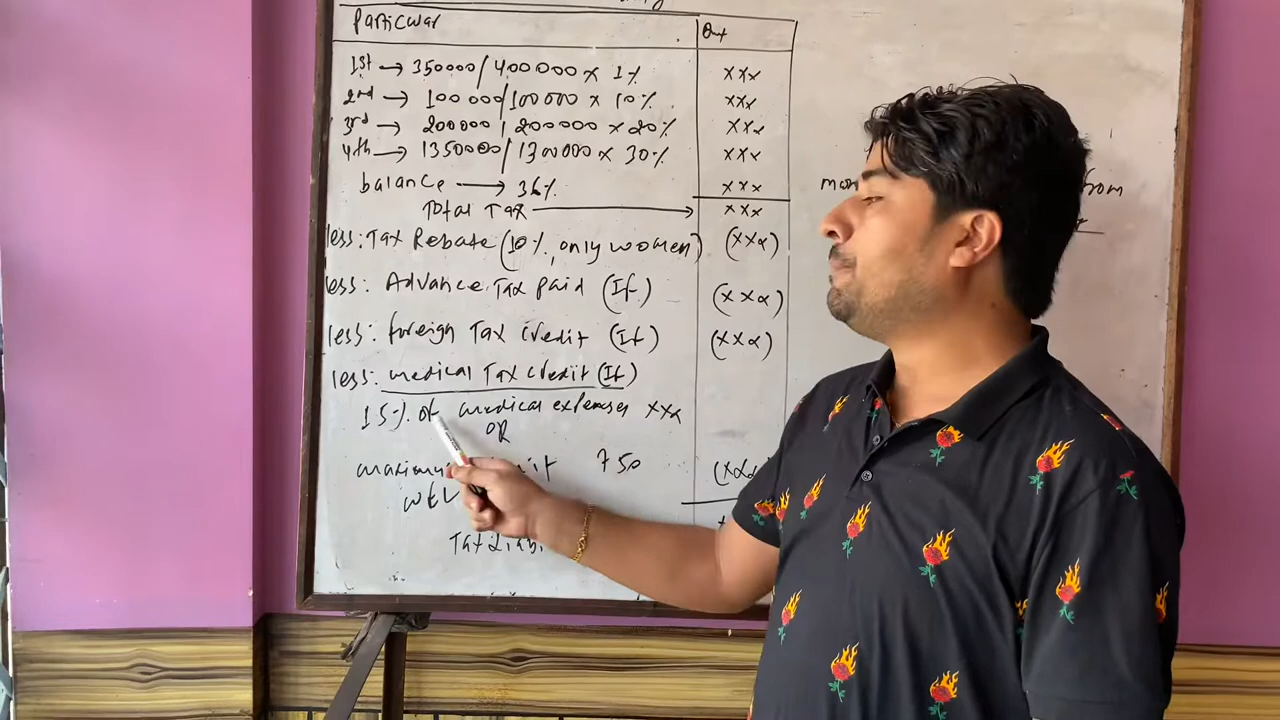 Particular Amt
1st → 350000/400000 x 1% xxx
2nd → 100000/100000 x 10% xxx
3rd → 200000/200000 x 20% xxx
4th → 1350000/1300000 x 30% xxx
balance → 36% xxx
Total Tax → xxx
less: Tax Rebate (10%, only women) (xxx)
less: Advance Tax paid (If) (xxx)
less: foreign Tax credit (If) (xxx)
less: medical Tax credit (If)
15% of medical expenses xxx
OR
750 (xxx
from